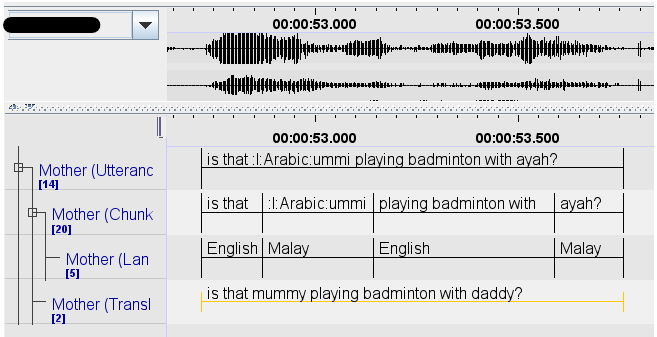 00:00:53.000 00:00:53.500
00:00:53.000 00:00:53.500
Mother (Utteranc
[14]
is that :l:Arabic:ummi playing badminton with ayah?
Mother (Chunk
[20]
is that :l:Arabic:ummi playing badminton with ayah?
Mother (Lan
[5]
English Malay English Malay
Mother (Transl
[2]
is that mummy playing badminton with daddy?